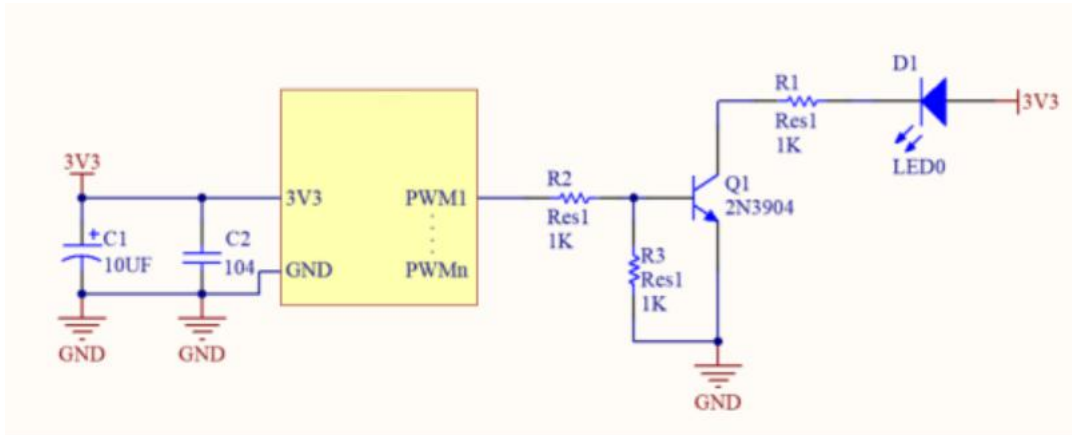 3V3
C1
10UF
C2
104
GND
GND
3V3
GND
PWM1
PWMn
R2
Res1
1K
R3
Res1
1K
Q1
2N3904
GND
R1
Res1
1K
D1
LED0
3V3